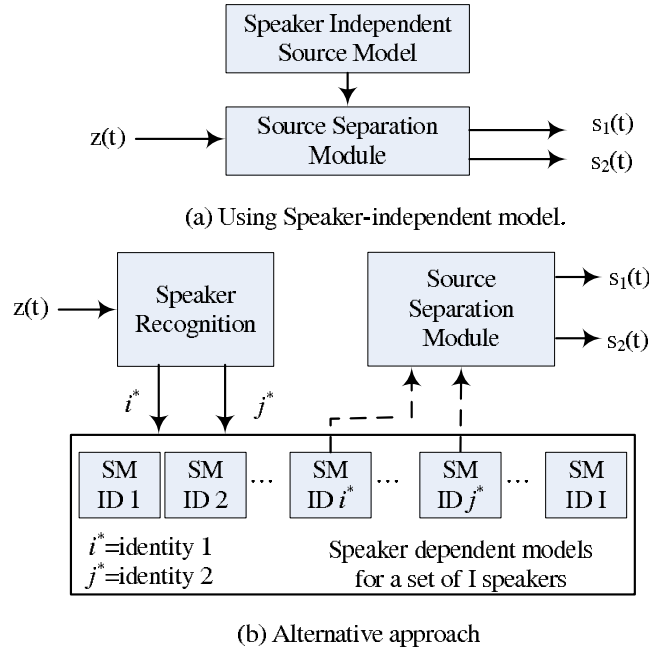 Speaker Independent
Source Model
z(t)
Source Separation
Module
s₁(t)
s₂(t)
(a) Using Speaker-independent model.
z(t)
Speaker
Recognition
Source
Separation
Module
s₁(t)
s₂(t)
i*
j*
SM
ID 1
SM
ID 2
...
SM
ID i*
...
SM
ID j*
...
SM
ID I
i*=identity 1
j*=identity 2
Speaker dependent models
for a set of I speakers
(b) Alternative approach